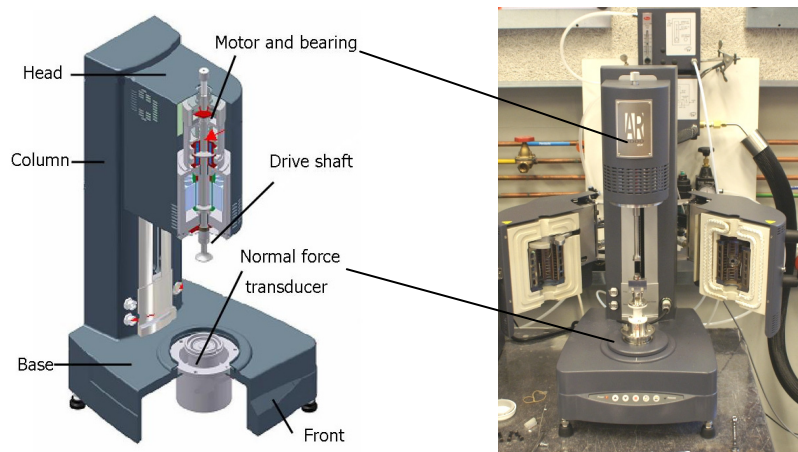 Motor and bearing
Head
Column
Drive shaft
Normal force
transducer
Base
Front
AR